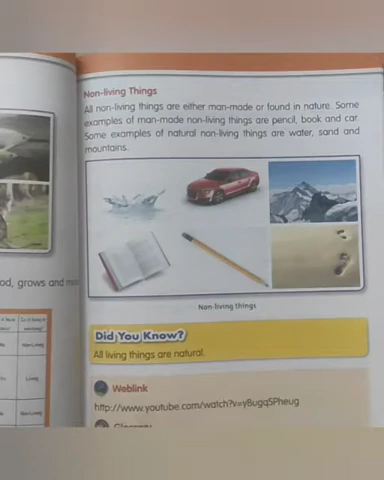 Non-living Things
All non-living things are either man-made or found in nature. Some
examples of man-made non-living things are pencil, book and car.
Some examples of natural non-living things are water, sand and
mountains.
od, grows and
Non-living things
Did You Know?
All living things are natural.
Weblink
http://www.youtube.com/watch?v=yBugq5Pheug
Non-Living
Living
Non-Living